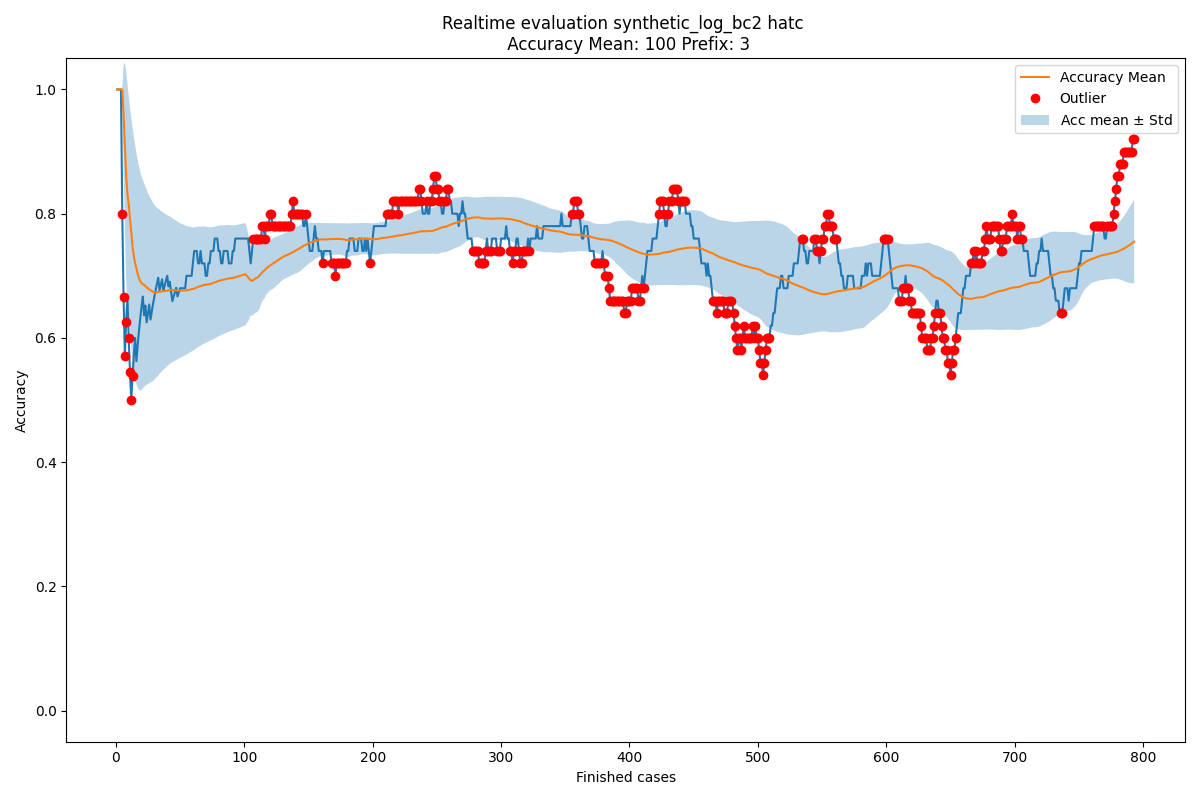 Realtime evaluation synthetic_log_bc2 hatc
Accuracy Mean: 100 Prefix: 3
Accuracy Mean
Outlier
Acc mean ± Std
1.0
0.8
0.6
0.4
0.2
0.0
Accuracy
0 100 200 300 400 500 600 700 800
Finished cases